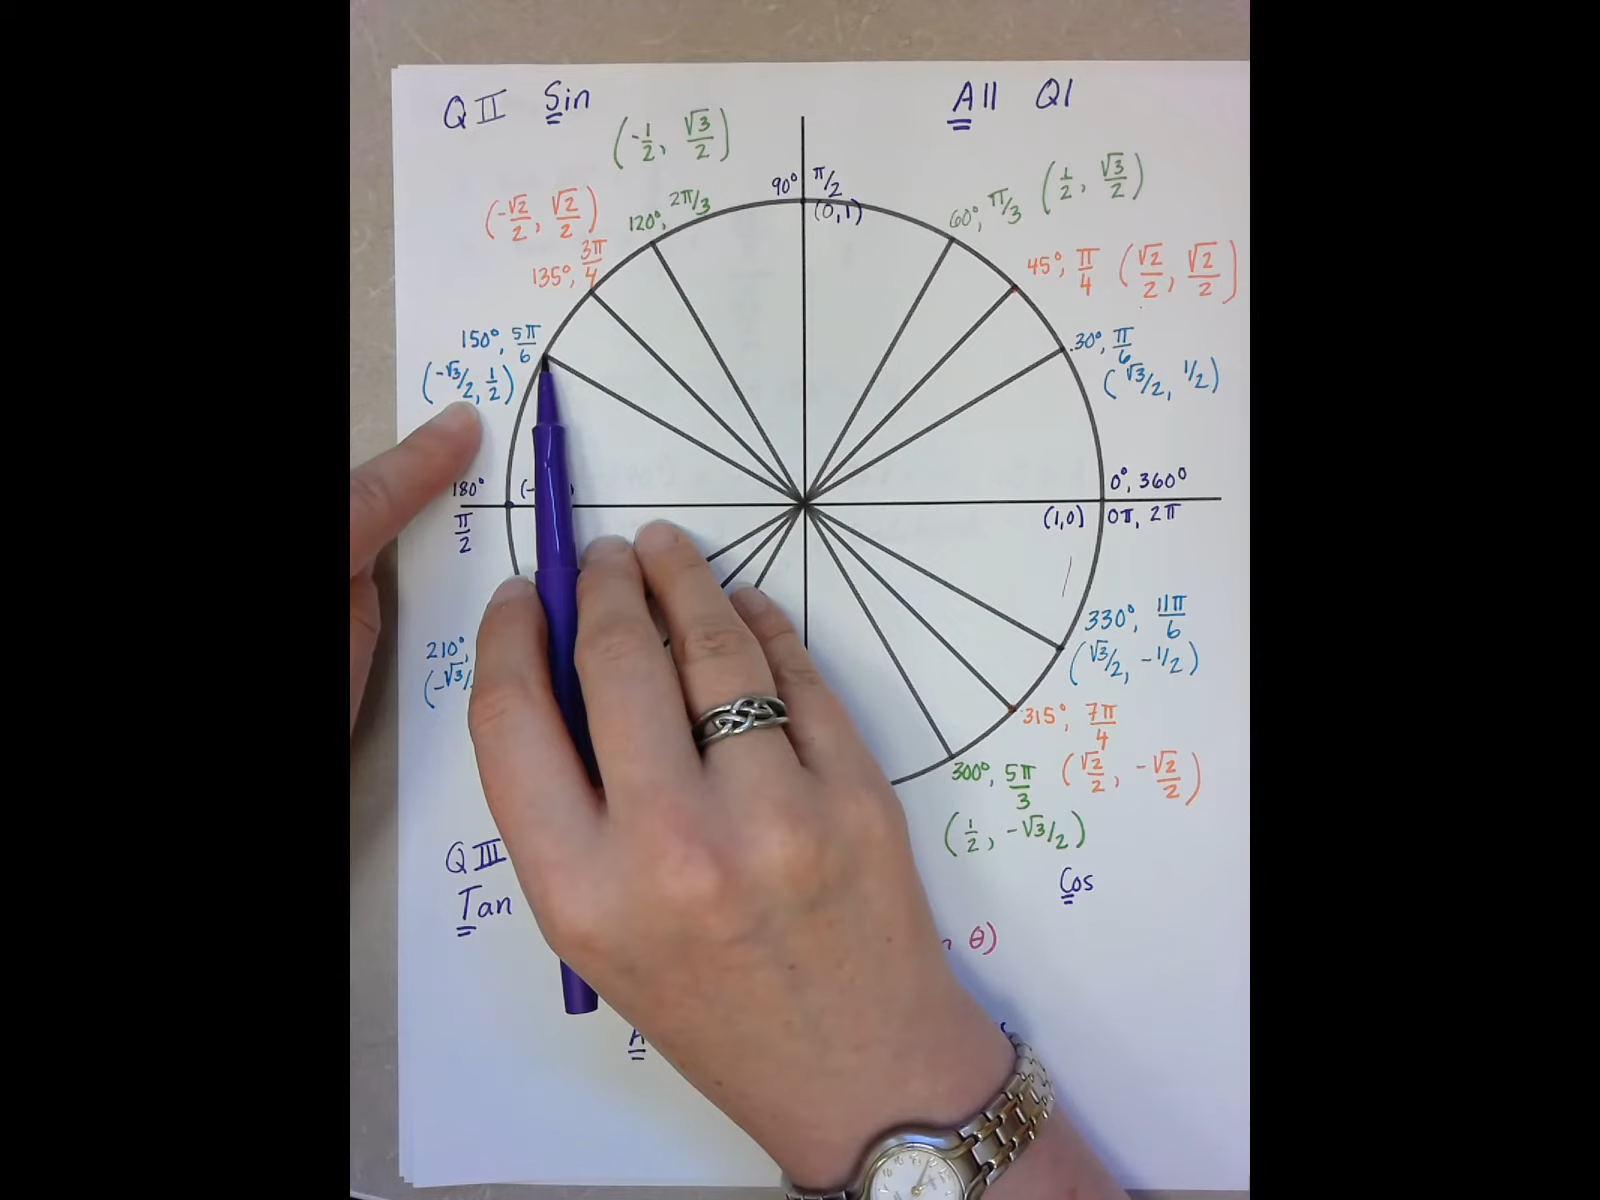 QII Sin
All Q1
(-1/2, √3/2)
90° π/2
(0,1)
60°, π/3 (1/2, √3/2)
120°, 2π/3
(-√2/2, √2/2)
135°, 3π/4
45°, π/4 (√2/2, √2/2)
150°, 5π/6
(-√3/2, 1/2)
30°, π/6
(√3/2, 1/2)
180°
π/2
(-
0°, 360°
(1,0) 0π, 2π
210°,
(-√3/
330°, 11π/6
(√3/2, -1/2)
315°, 7π/4
(√2/2, -√2/2)
300°, 5π/3
(1/2, -√3/2)
QIII
Tan
Cos
θ)
A